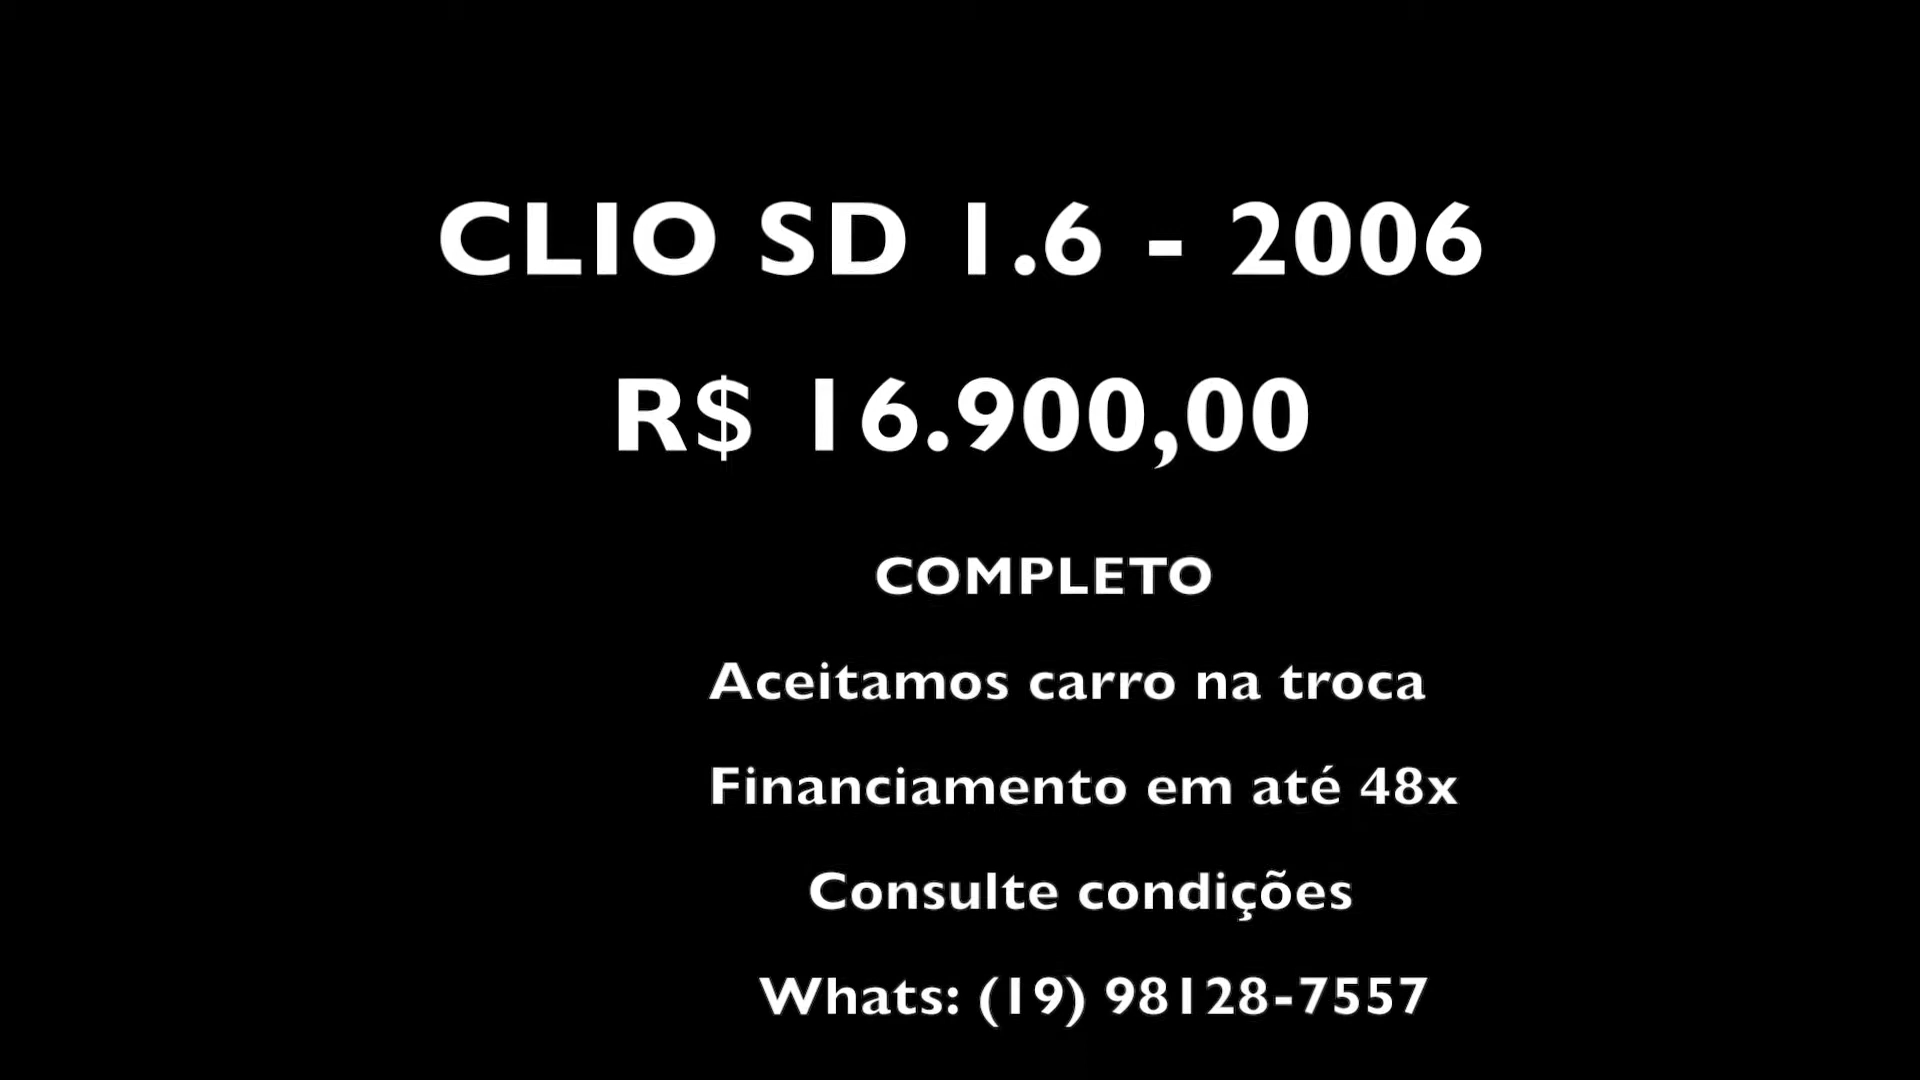 CLIO SD 1.6 - 2006
R$ 16.900,00
COMPLETO
Aceitamos carro na troca
Financiamento em até 48x
Consulte condições
Whats: (19) 98128-7557